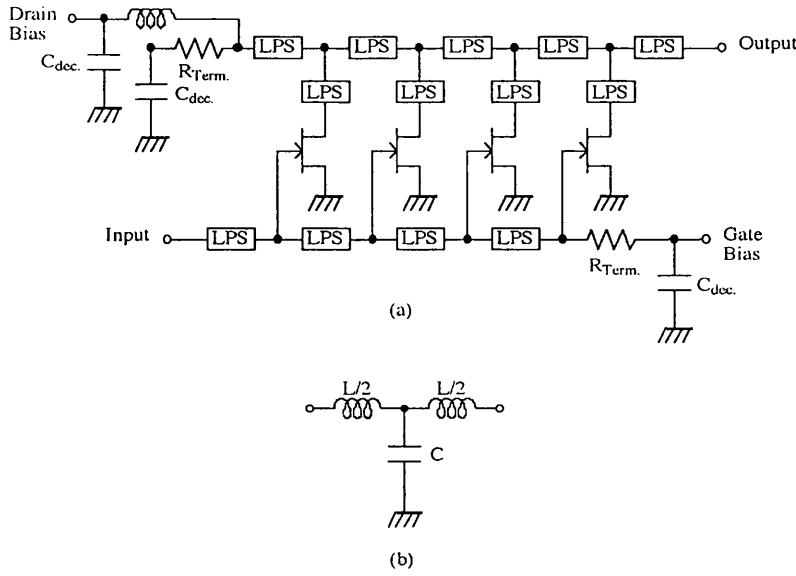 Drain
Bias
C_dec.
R_Term.
C_dec.
LPS LPS LPS LPS LPS
Output
LPS LPS LPS LPS
Input
LPS LPS LPS LPS
R_Term.
Gate
Bias
C_dec.
(a)
L/2 L/2
C
(b)